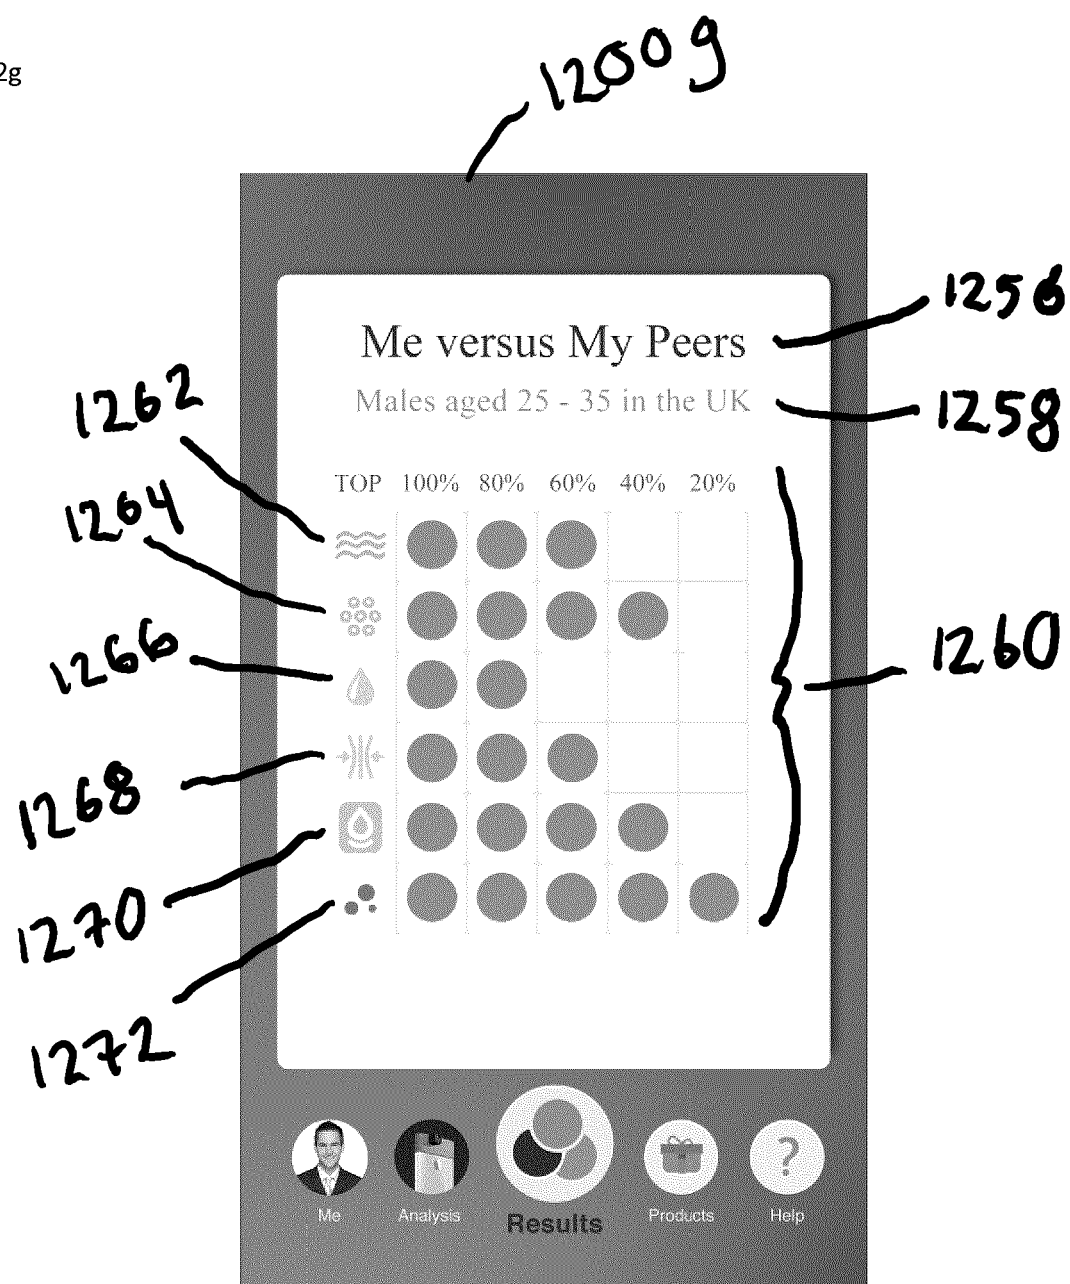 2g
1200g
1256
Me versus My Peers
1258
Males aged 25 - 35 in the UK
1262
TOP 100% 80% 60% 40% 20%
1264
1266
1260
1268
1270
1272
Me Analysis Results Products Help
?